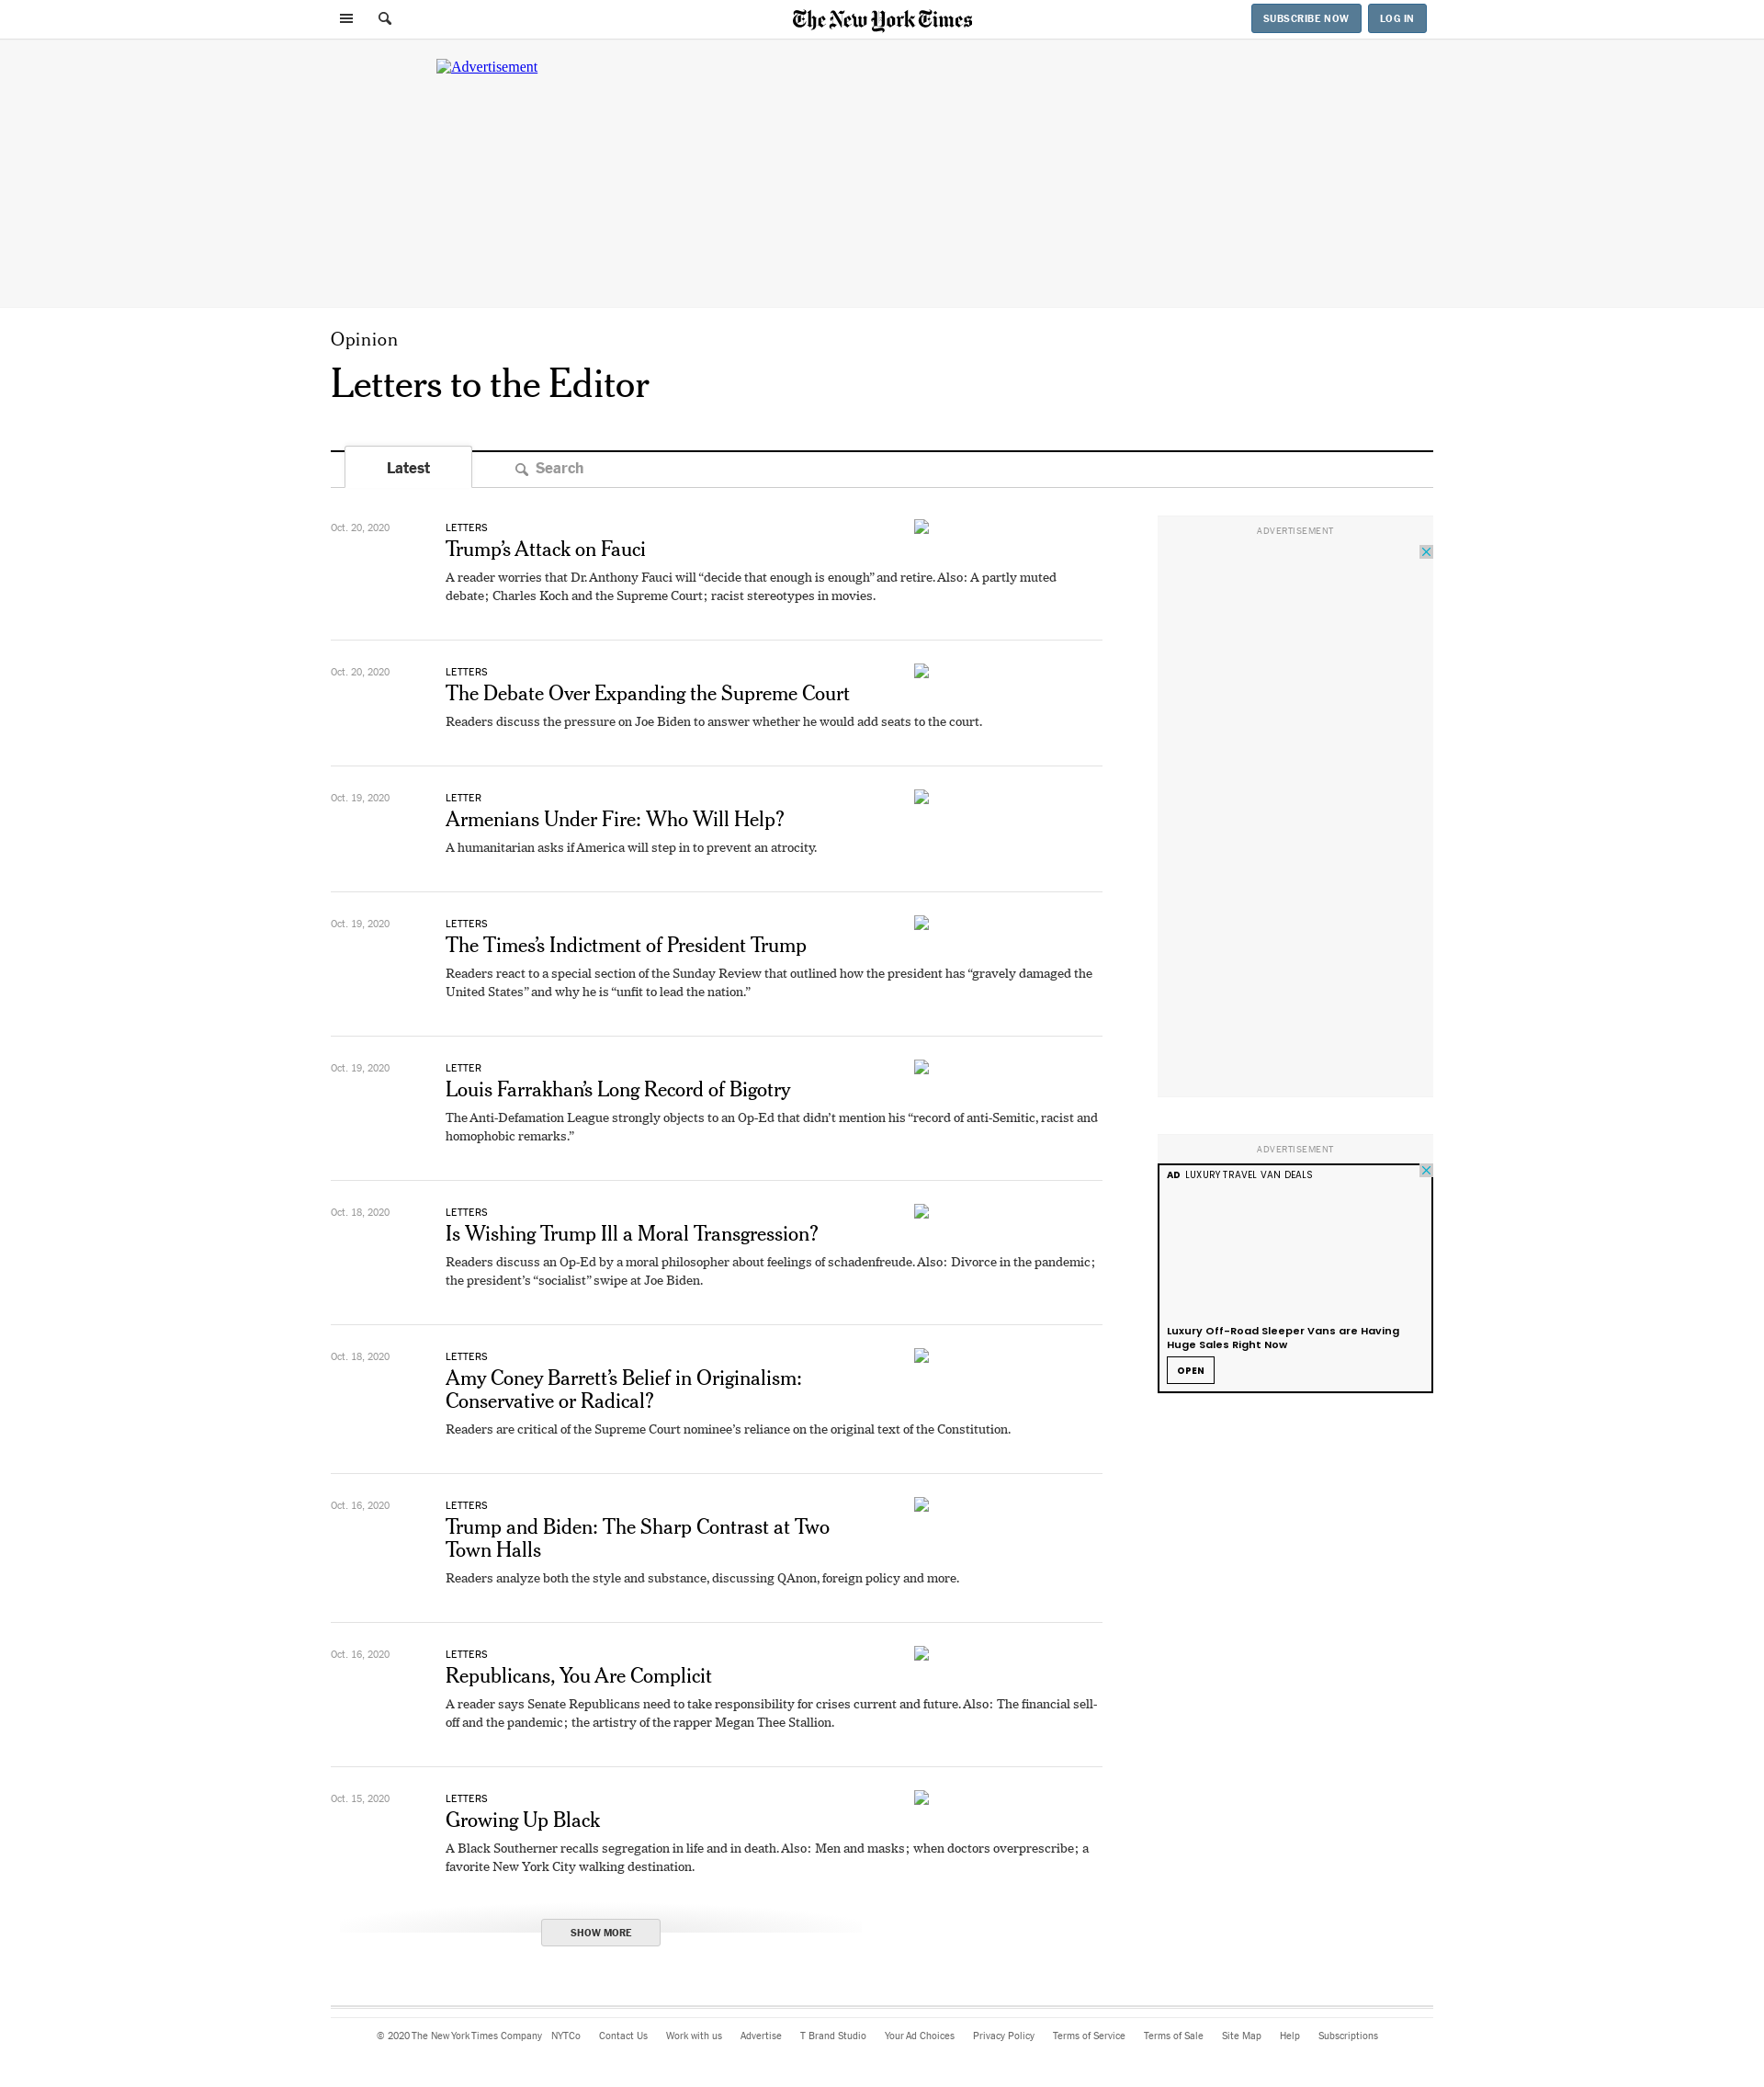 The New York Times
SUBSCRIBE NOW
LOG IN
Advertisement
Opinion
Letters to the Editor
Latest
Search
Oct. 20, 2020
LETTERS
Trump’s Attack on Fauci
A reader worries that Dr. Anthony Fauci will “decide that enough is enough” and retire. Also: A partly muted
debate; Charles Koch and the Supreme Court; racist stereotypes in movies.
Oct. 20, 2020
LETTERS
The Debate Over Expanding the Supreme Court
Readers discuss the pressure on Joe Biden to answer whether he would add seats to the court.
Oct. 19, 2020
LETTER
Armenians Under Fire: Who Will Help?
A humanitarian asks if America will step in to prevent an atrocity.
Oct. 19, 2020
LETTERS
The Times’s Indictment of President Trump
Readers react to a special section of the Sunday Review that outlined how the president has “gravely damaged the
United States” and why he is “unfit to lead the nation.”
Oct. 19, 2020
LETTER
Louis Farrakhan’s Long Record of Bigotry
The Anti-Defamation League strongly objects to an Op-Ed that didn’t mention his “record of anti-Semitic, racist and
homophobic remarks.”
Oct. 18, 2020
LETTERS
Is Wishing Trump Ill a Moral Transgression?
Readers discuss an Op-Ed by a moral philosopher about feelings of schadenfreude. Also: Divorce in the pandemic;
the president’s “socialist” swipe at Joe Biden.
Oct. 18, 2020
LETTERS
Amy Coney Barrett’s Belief in Originalism:
Conservative or Radical?
Readers are critical of the Supreme Court nominee’s reliance on the original text of the Constitution.
Oct. 16, 2020
LETTERS
Trump and Biden: The Sharp Contrast at Two
Town Halls
Readers analyze both the style and substance, discussing QAnon, foreign policy and more.
Oct. 16, 2020
LETTERS
Republicans, You Are Complicit
A reader says Senate Republicans need to take responsibility for crises current and future. Also: The financial sell-
off and the pandemic; the artistry of the rapper Megan Thee Stallion.
Oct. 15, 2020
LETTERS
Growing Up Black
A Black Southerner recalls segregation in life and in death. Also: Men and masks; when doctors overprescribe; a
favorite New York City walking destination.
SHOW MORE
ADVERTISEMENT
ADVERTISEMENT
AD LUXURY TRAVEL VAN DEALS
Luxury Off-Road Sleeper Vans are Having
Huge Sales Right Now
OPEN
© 2020 The New York Times Company NYTCo Contact Us Work with us Advertise T Brand Studio Your Ad Choices Privacy Policy Terms of Service Terms of Sale Site Map Help Subscriptions